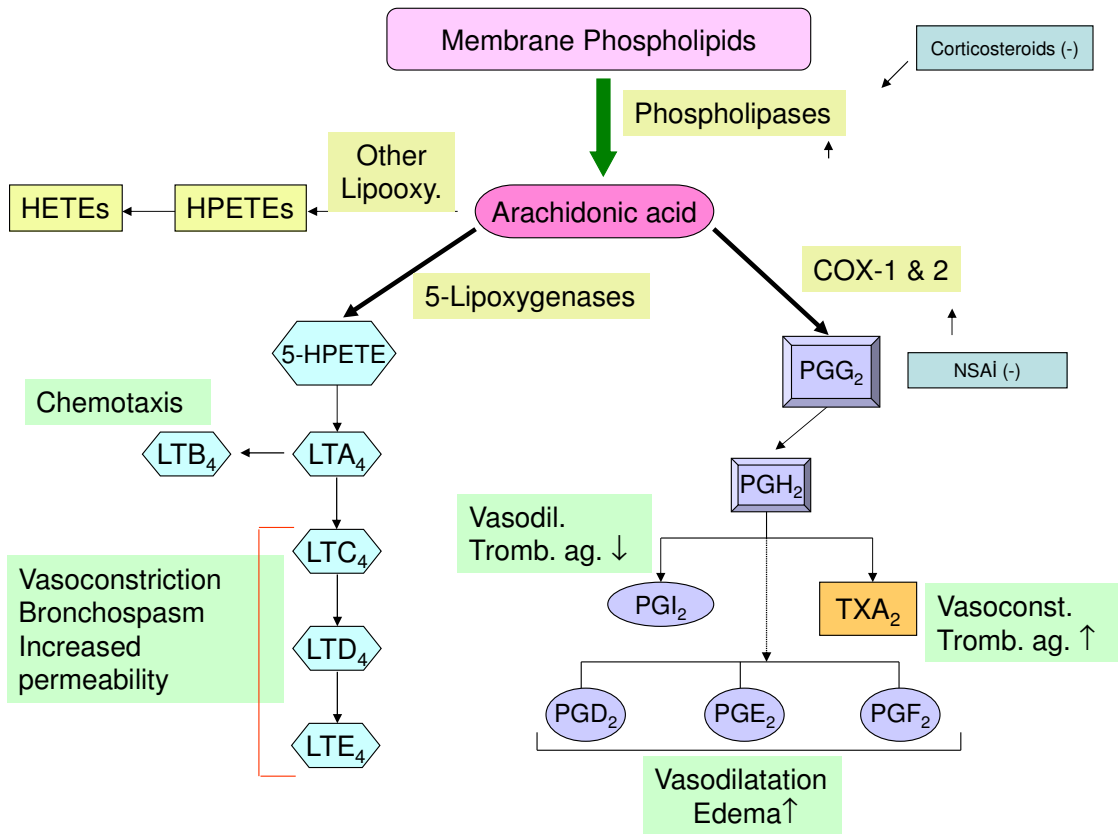 Membrane Phospholipids
Corticosteroids (-)
Phospholipases
Other
Lipooxy.
HETEs
HPETEs
Arachidonic acid
COX-1 & 2
5-Lipoxygenases
5-HPETE
PGG₂
NSAİ (-)
Chemotaxis
LTB₄
LTA₄
PGH₂
Vasodil.
Tromb. ag. ↓
LTC₄
Vasoconstriction
Bronchospasm
Increased
permeability
PGI₂
TXA₂
Vasoconst.
Tromb. ag. ↑
LTD₄
PGD₂
PGE₂
PGF₂
LTE₄
Vasodilatation
Edema↑